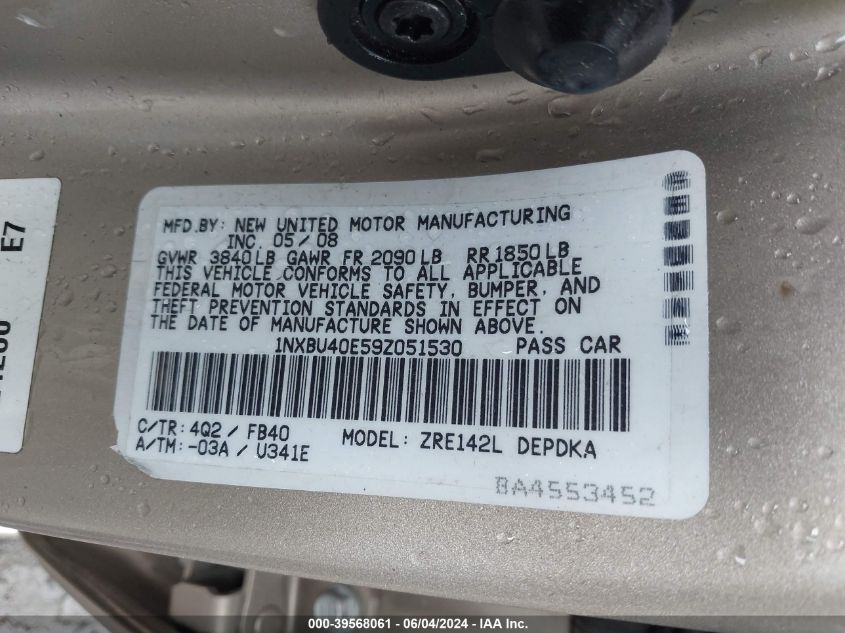 MFD.BY: NEW UNITED MOTOR MANUFACTURING
INC. 05/08
GVWR 3840LB GAWR FR 2090LB RR 1850LB
THIS VEHICLE CONFORMS TO ALL APPLICABLE
FEDERAL MOTOR VEHICLE SAFETY, BUMPER, AND
THEFT PREVENTION STANDARDS IN EFFECT ON
THE DATE OF MANUFACTURE SHOWN ABOVE.
1NXBU40E59Z051530 PASS CAR
C/TR: 4Q2 / FB40 MODEL: ZRE142L DEPDKA
A/TM: -03A / U341E
BA4553452
E7
000-39568061 - 06/04/2024 - IAA Inc.